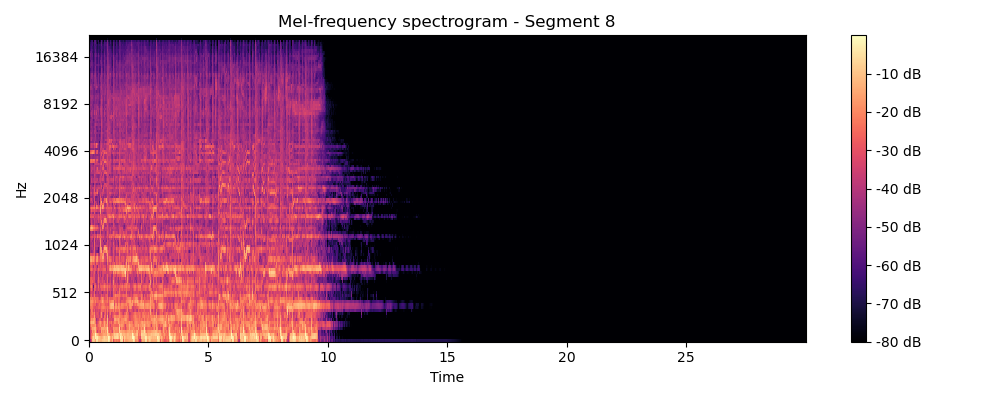 Mel-frequency spectrogram - Segment 8
16384
8192
4096
2048
1024
512
0
Hz
0 5 10 15 20 25
Time
-10 dB
-20 dB
-30 dB
-40 dB
-50 dB
-60 dB
-70 dB
-80 dB